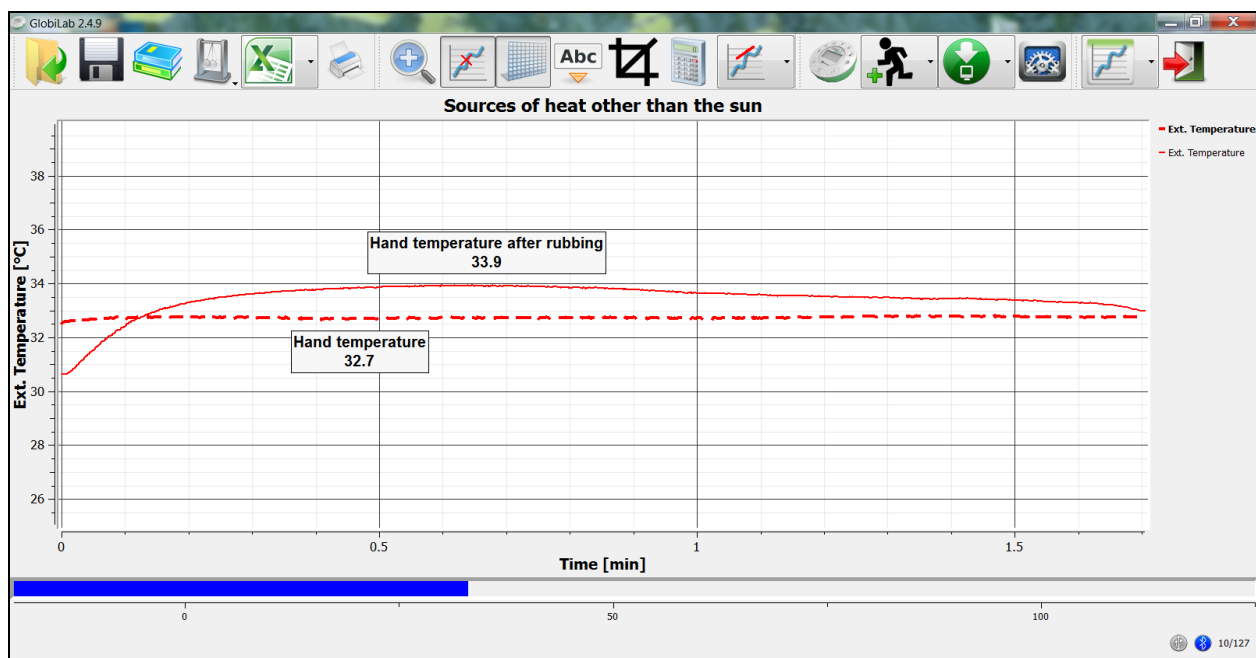 GlobiLab 2.4.9
Abc
Sources of heat other than the sun
Ext. Temperature
Ext. Temperature
Ext. Temperature [°C]
38
36
34
32
30
28
26
Hand temperature after rubbing
33.9
Hand temperature
32.7
0
0.5
1
1.5
Time [min]
0
50
100
10/127